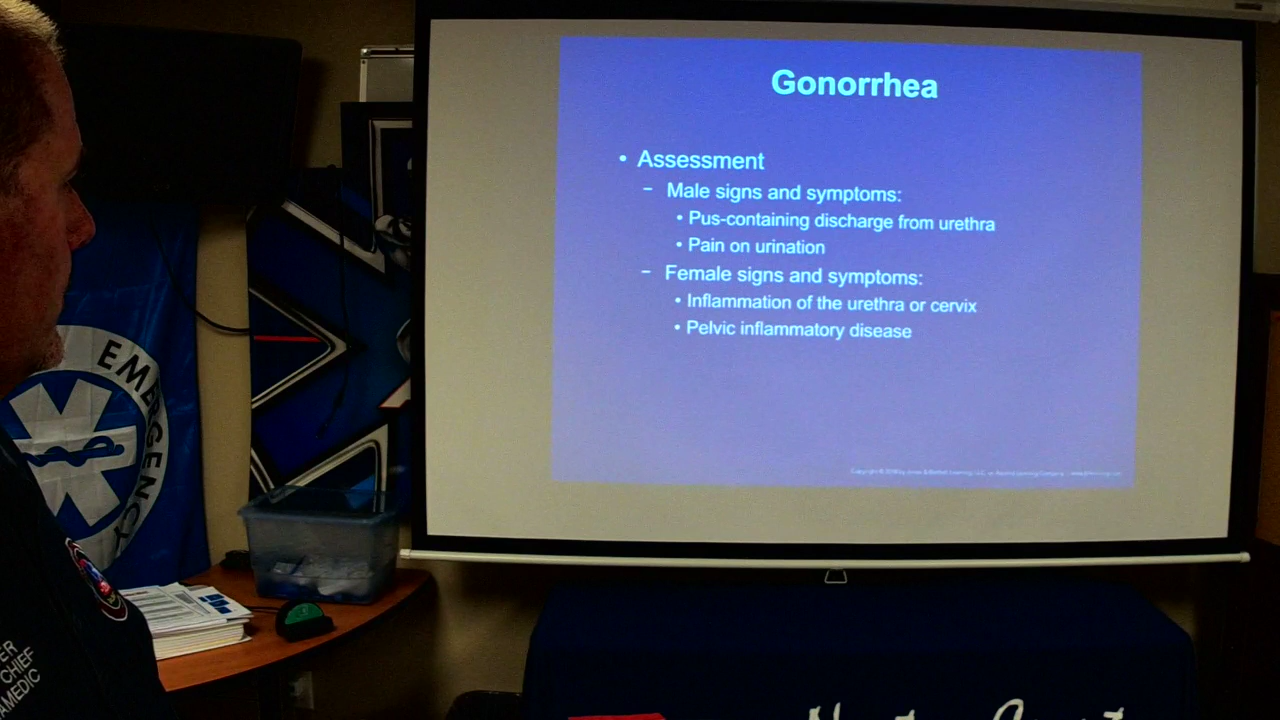 Gonorrhea
• Assessment
– Male signs and symptoms:
• Pus-containing discharge from urethra
• Pain on urination
– Female signs and symptoms:
• Inflammation of the urethra or cervix
• Pelvic inflammatory disease
EMERGENCY
CHIEF